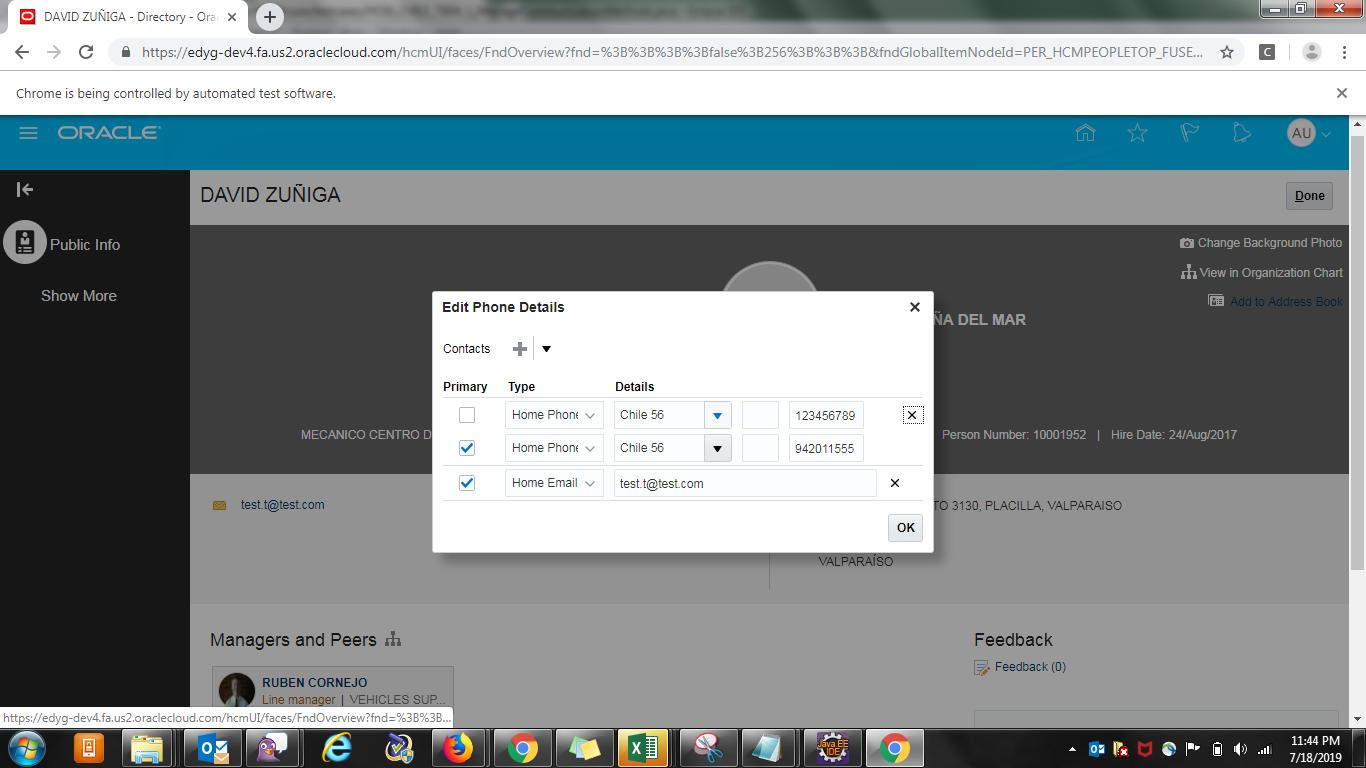 DAVID ZUÑIGA - Directory - Ora
https://edyg-dev4.fa.us2.oraclecloud.com/hcmUI/faces/FndOverview?fnd=%3B%3B%3B%3Bfalse%3B256%3B%3B%3B&fndGlobalItemNodeId=PER_HCMPEOPLETOP_FUSE...
C
Chrome is being controlled by automated test software.
ORACLE
AU
DAVID ZUÑIGA
Done
Public Info
Show More
Change Background Photo
View in Organization Chart
Add to Address Book
ÑA DEL MAR
MECANICO CENTRO D
Person Number: 10001952 | Hire Date: 24/Aug/2017
Edit Phone Details
Contacts
Primary Type Details
Home Phone Chile 56 123456789
Home Phone Chile 56 942011555
Home Email test.t@test.com
OK
test.t@test.com
TO 3130, PLACILLA, VALPARAISO
VALPARAÍSO
Managers and Peers
RUBEN CORNEJO
Line manager | VEHICLES SUP...
Feedback
Feedback (0)
https://edyg-dev4.fa.us2.oraclecloud.com/hcmUI/faces/FndOverview?fnd=%3B%3B...
Java EE
IDE
11:44 PM
7/18/2019